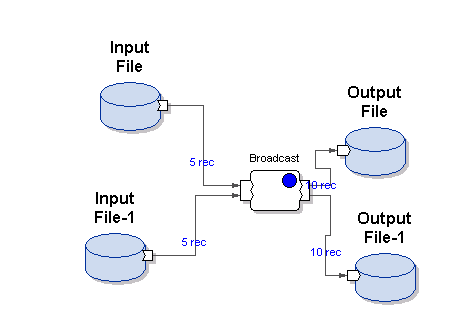 Input
File
5 rec
Input
File-1
5 rec
Broadcast
10 rec
Output
File
10 rec
Output
File-1